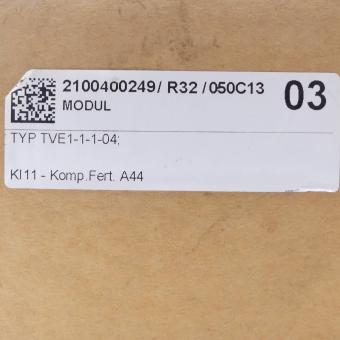 2100400249/ R32 /050C13 03
MODUL
TYP TVE1-1-1-04;
KI11 - Komp.Fert. A44